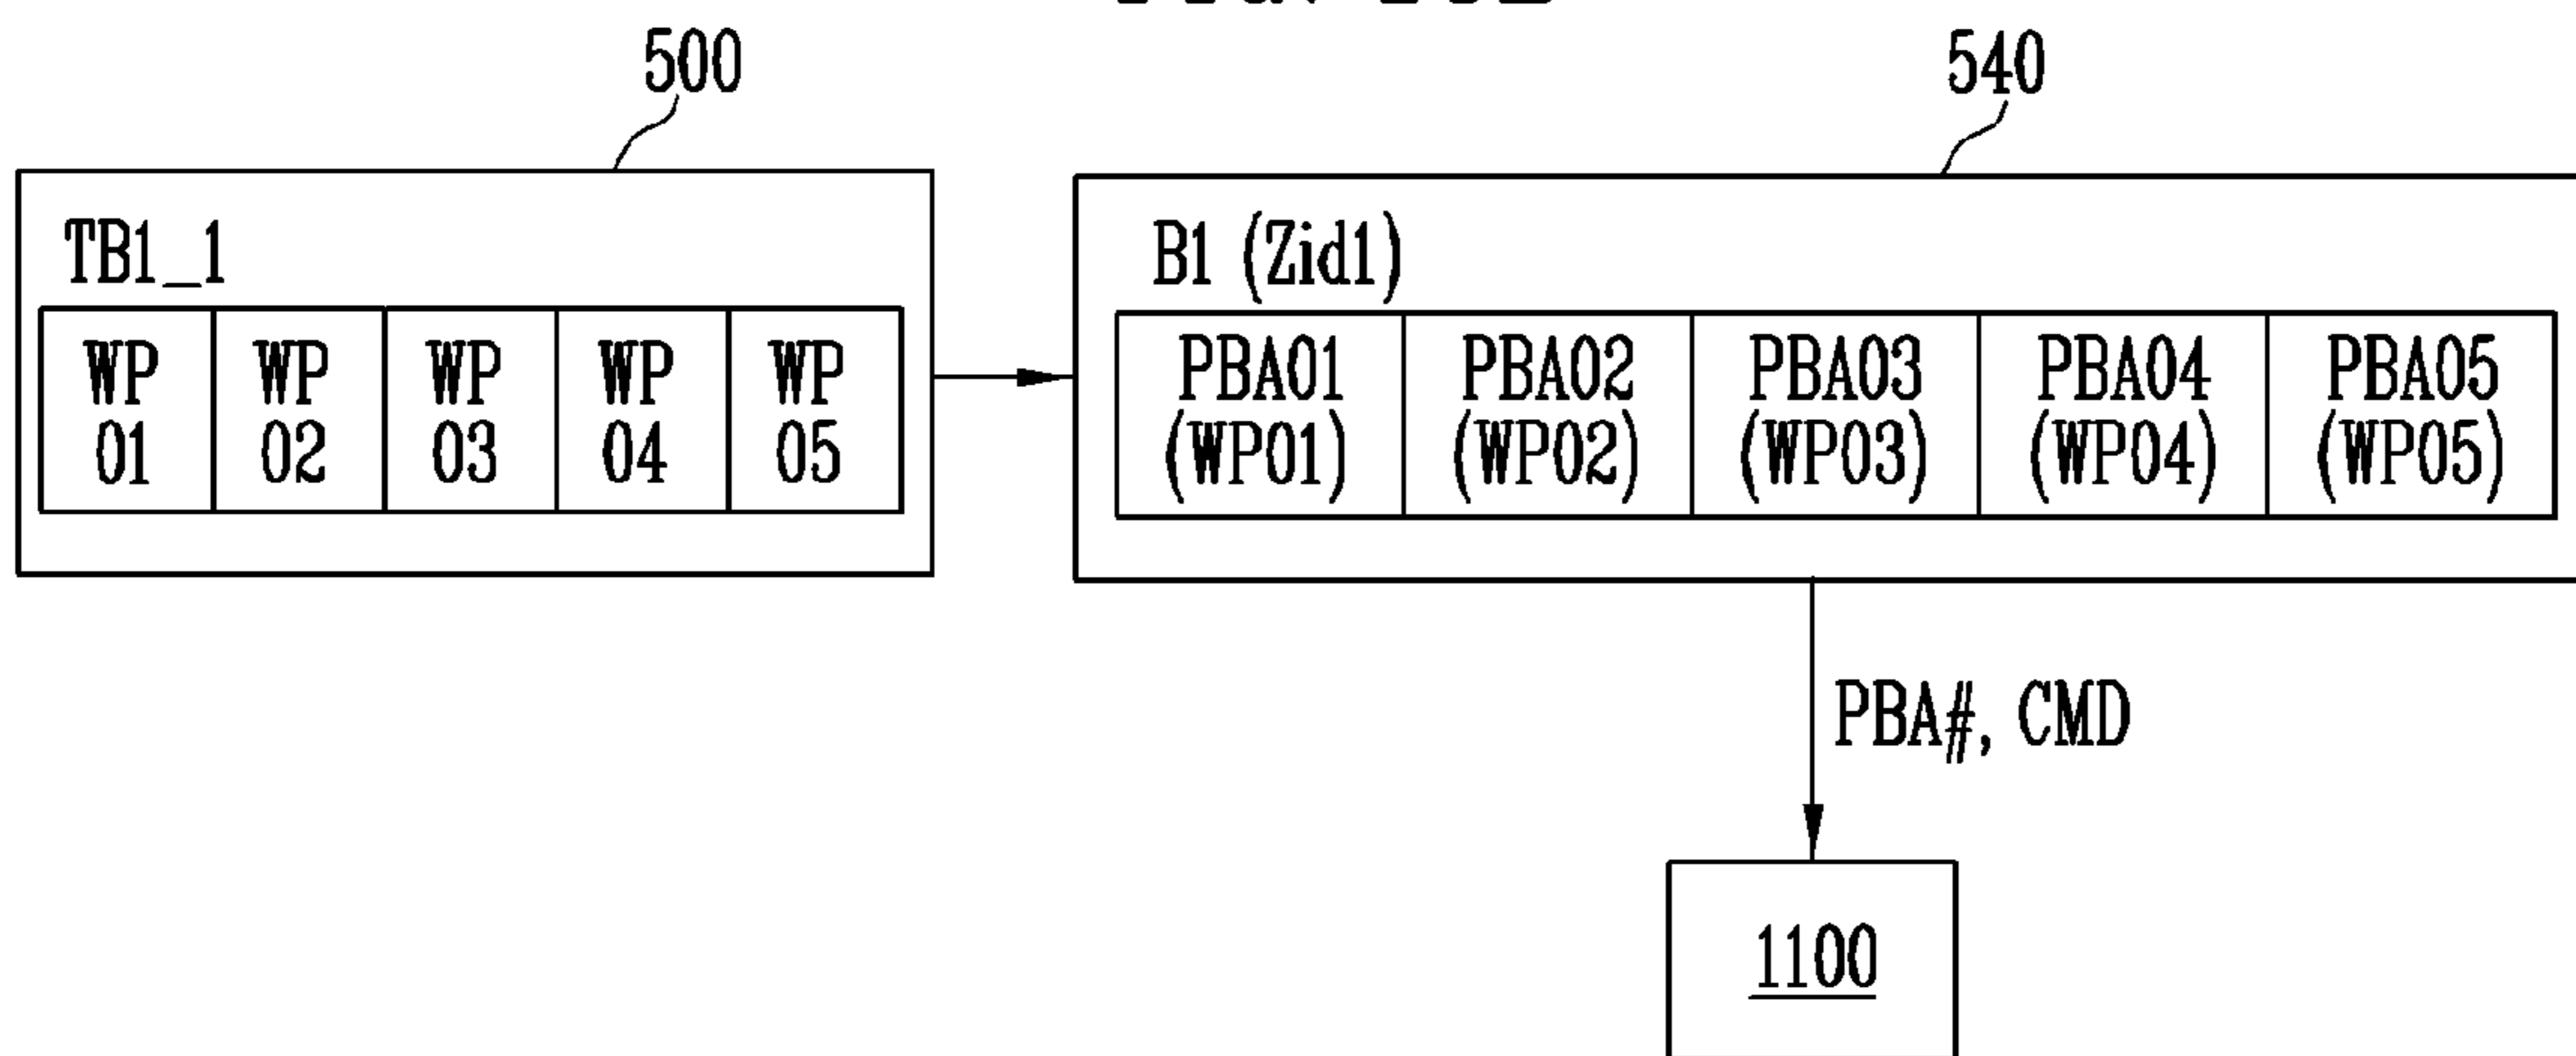 500
540
TB1_1
B1 (Zid1)
WP WP WP WP WP
01 02 03 04 05
PBA01 PBA02 PBA03 PBA04 PBA05
(WP01) (WP02) (WP03) (WP04) (WP05)
PBA#, CMD
1100